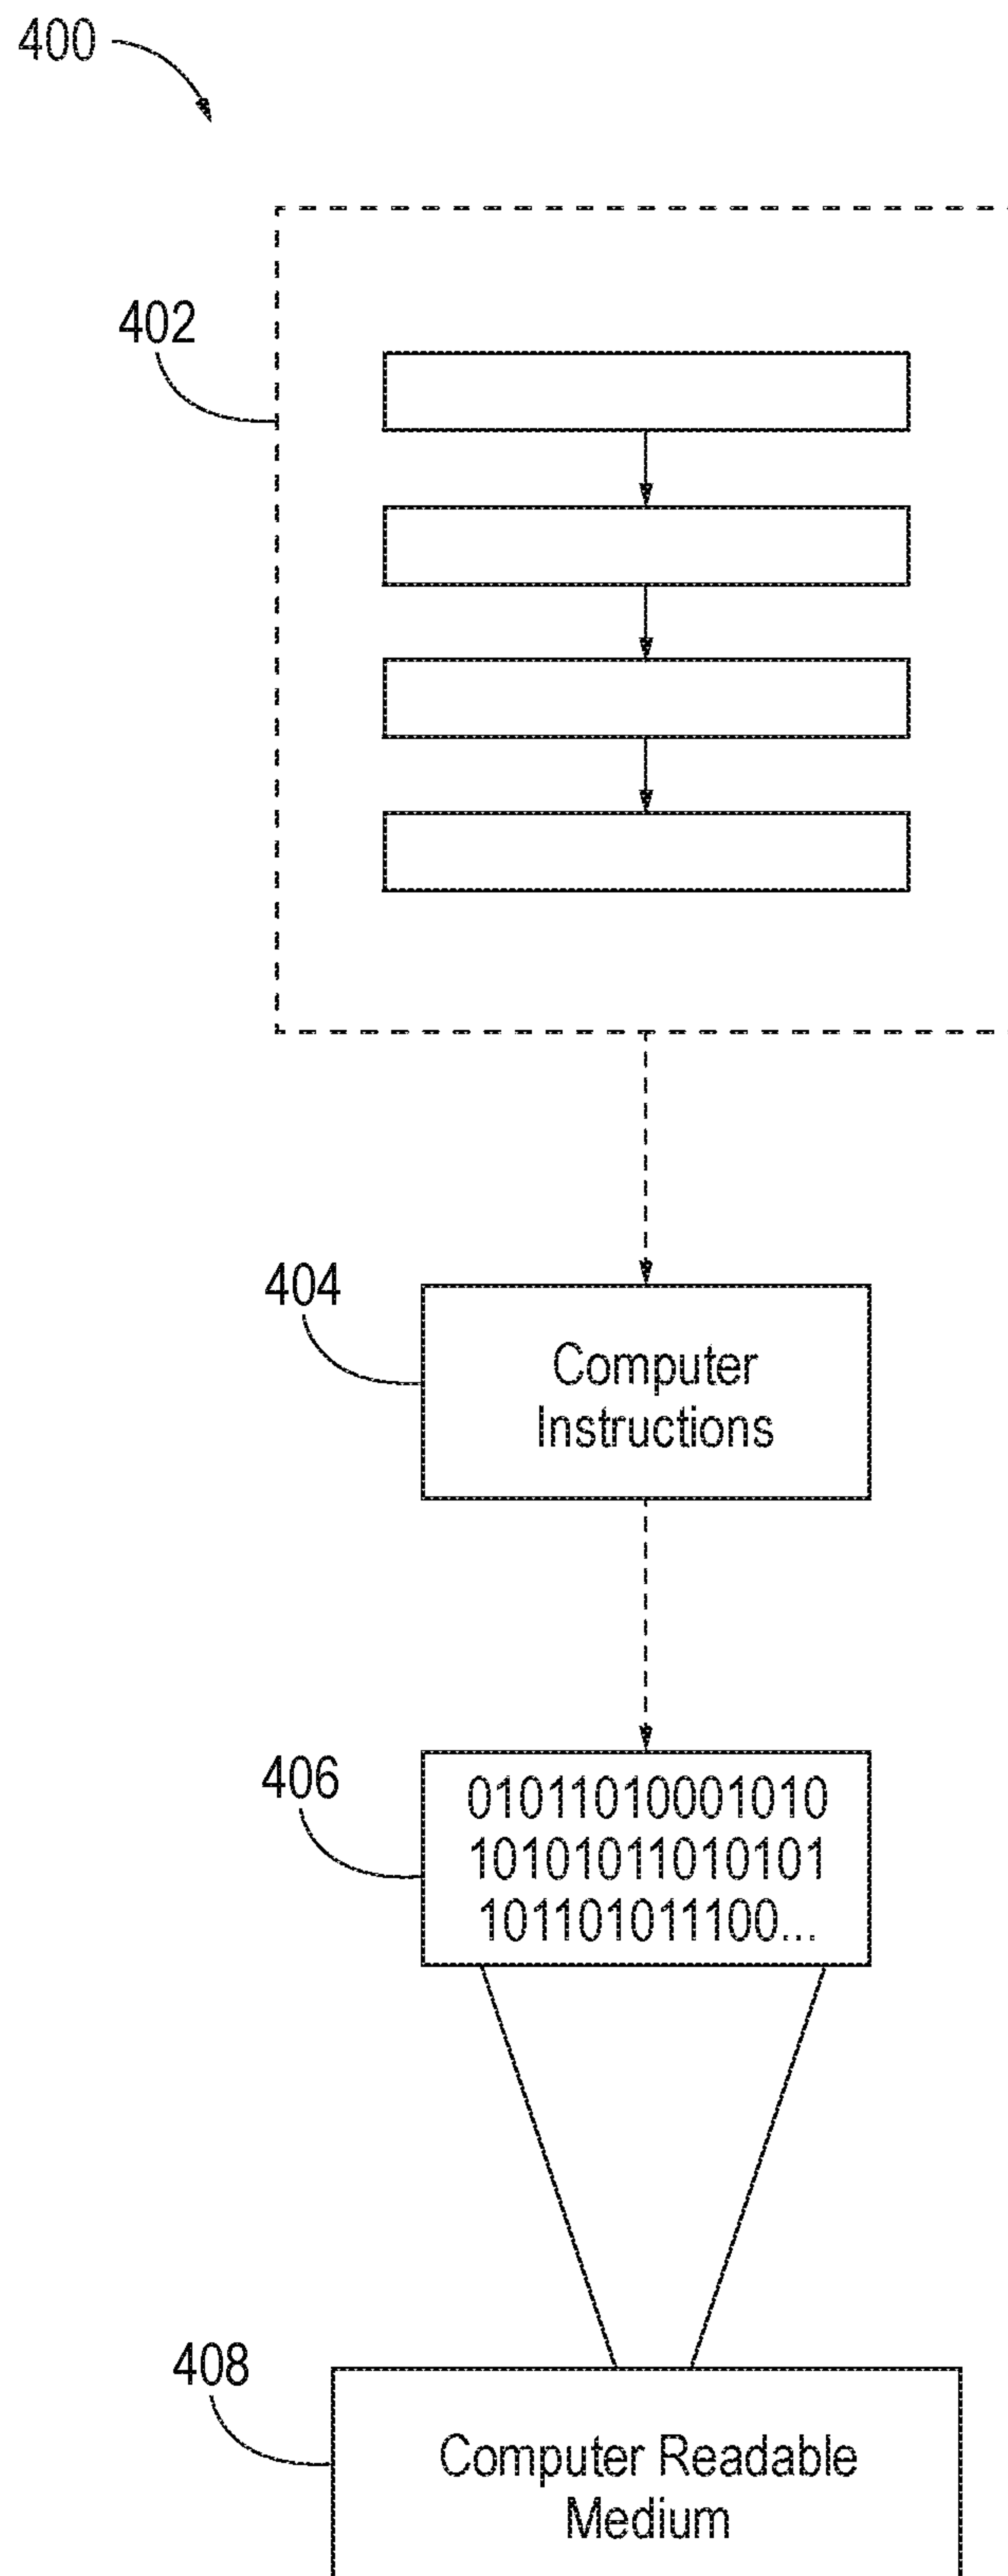 400
402
404
Computer
Instructions
406
01011010001010
10101011010101
101101011100...
408
Computer Readable
Medium